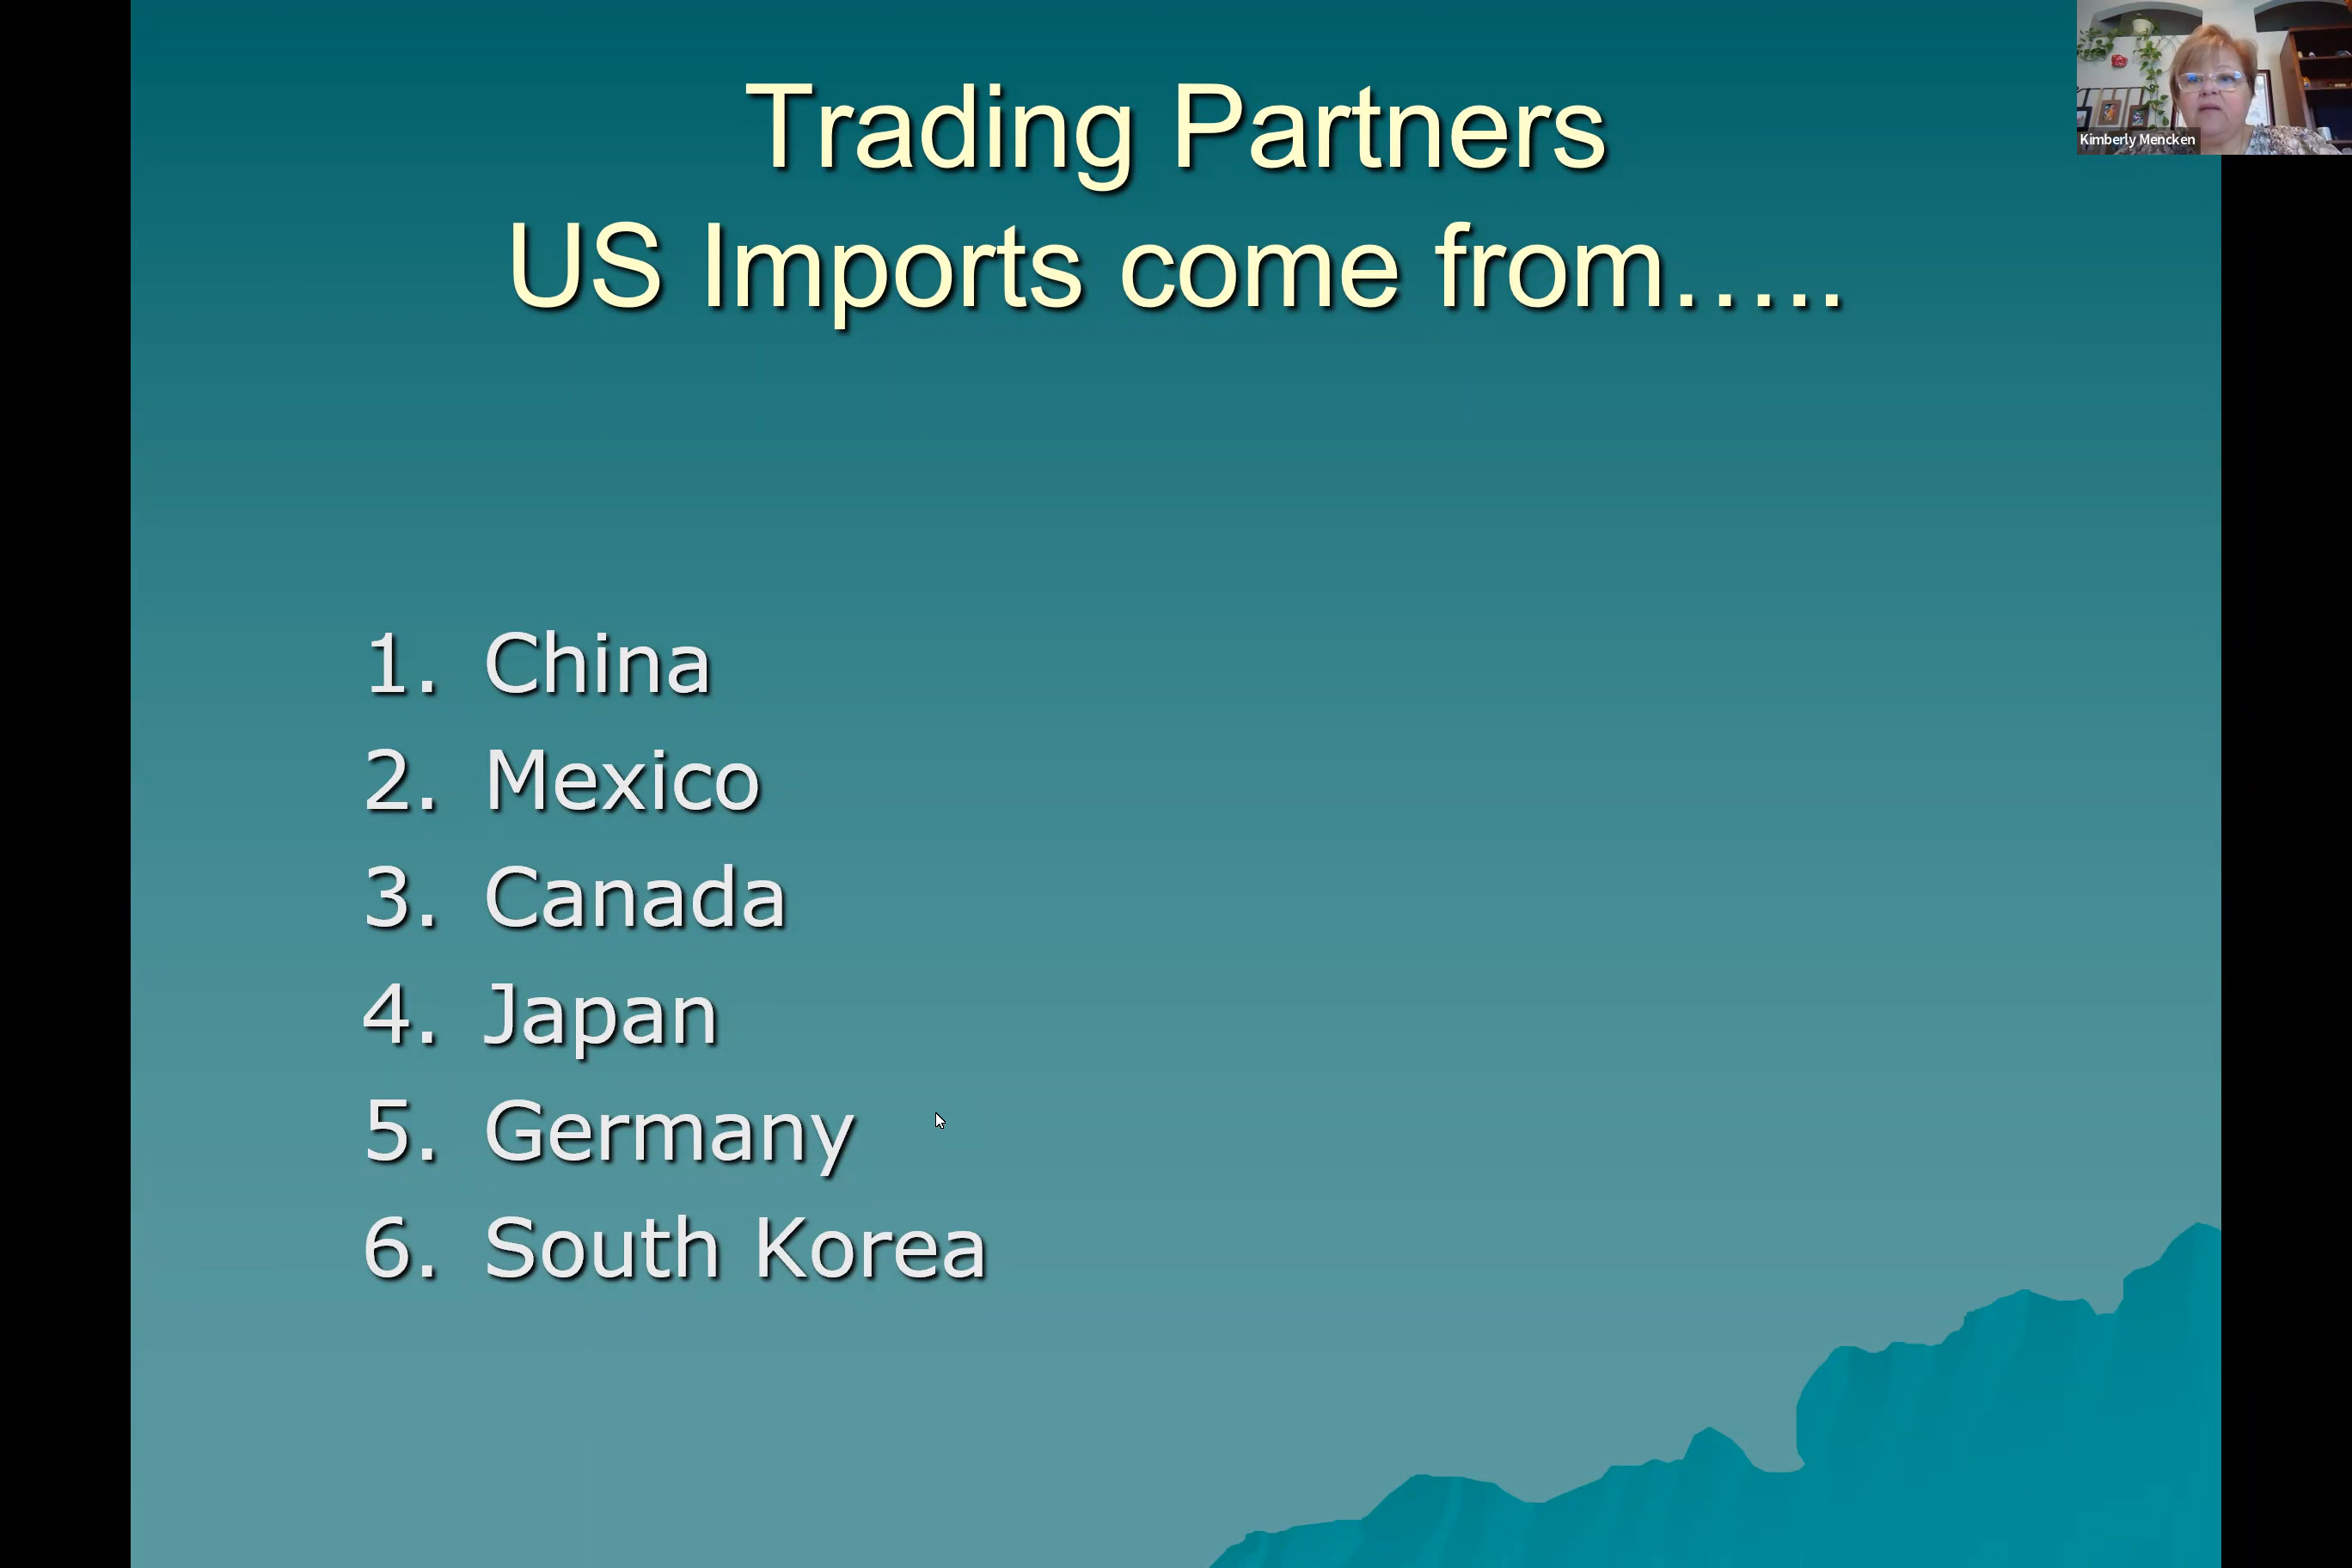 Trading Partners
US Imports come from.....
Kimberly Mencken
1. China
2. Mexico
3. Canada
4. Japan
5. Germany
6. South Korea